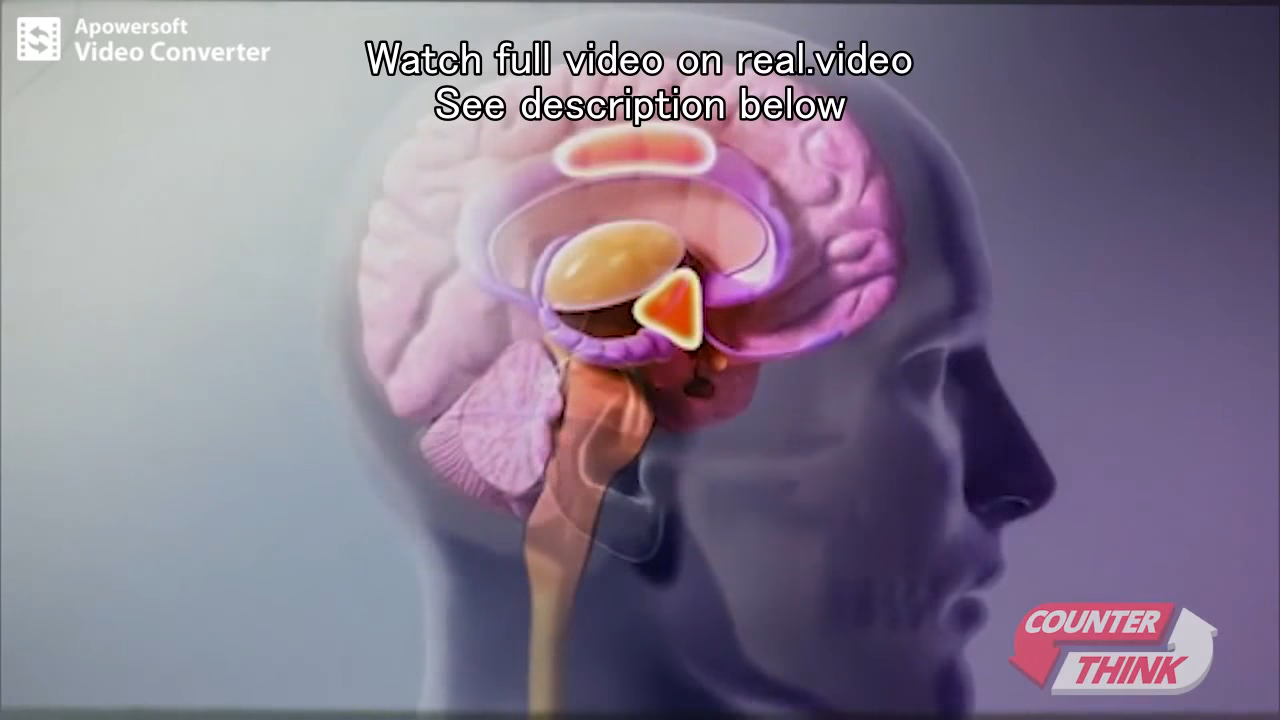 Apowersoft
Video Converter
Watch full video on real.video
See description below
COUNTER
THINK